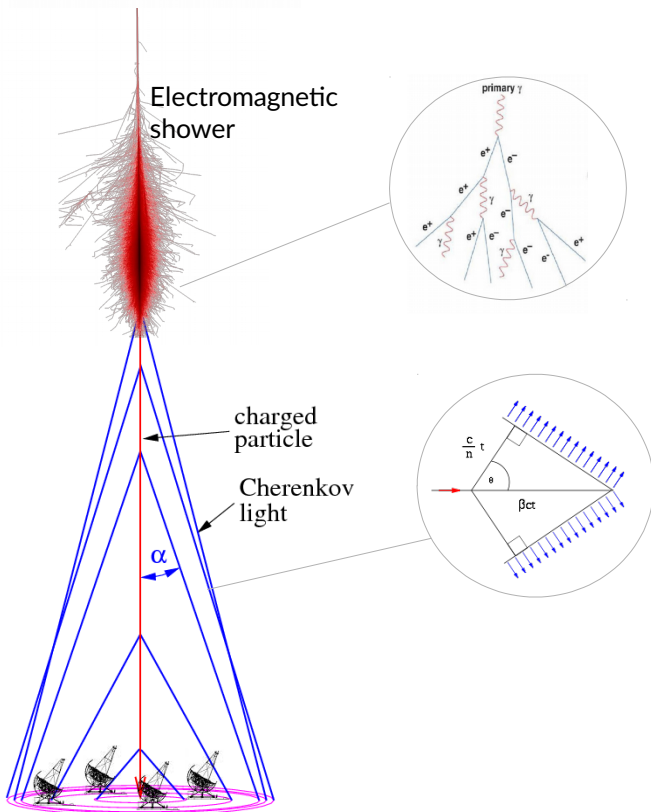 Electromagnetic
shower
primary γ
e+ e−
e+ γ e− γ
e+ γ e+ e− γ e− e− e-
charged
particle
Cherenkov
light
α
c/n t
θ
βct